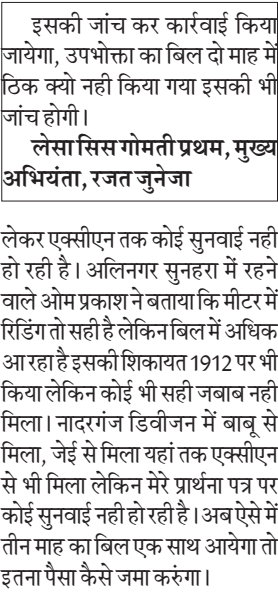 इसकी जांच कर कार्रवाई किया
जायेगा, उपभोक्ता का बिल दो माह में
ठिक क्यो नही किया गया इसकी भी
जांच होगी।
लेसा सिस गोमती प्रथम, मुख्य
अभियंता, रजत जुनेजा
लेकर एक्सीएन तक कोई सुनवाई नही
हो रही है। अलिनगर सुनहरा में रहने
वाले ओम प्रकाश ने बताया कि मीटर में
रिडिंग तो सही है लेकिन बिल में अधिक
आ रहा है इसकी शिकायत 1912 पर भी
किया लेकिन कोई भी सही जबाब नही
मिला। नादरगंज डिवीजन में बाबू से
मिला, जेई से मिला यहां तक एक्सीएन
से भी मिला लेकिन मेरे प्रार्थना पत्र पर
कोई सुनवाई नही हो रही है। अब ऐसे में
तीन माह का बिल एक साथ आयेगा तो
इतना पैसा कैसे जमा करुंगा।